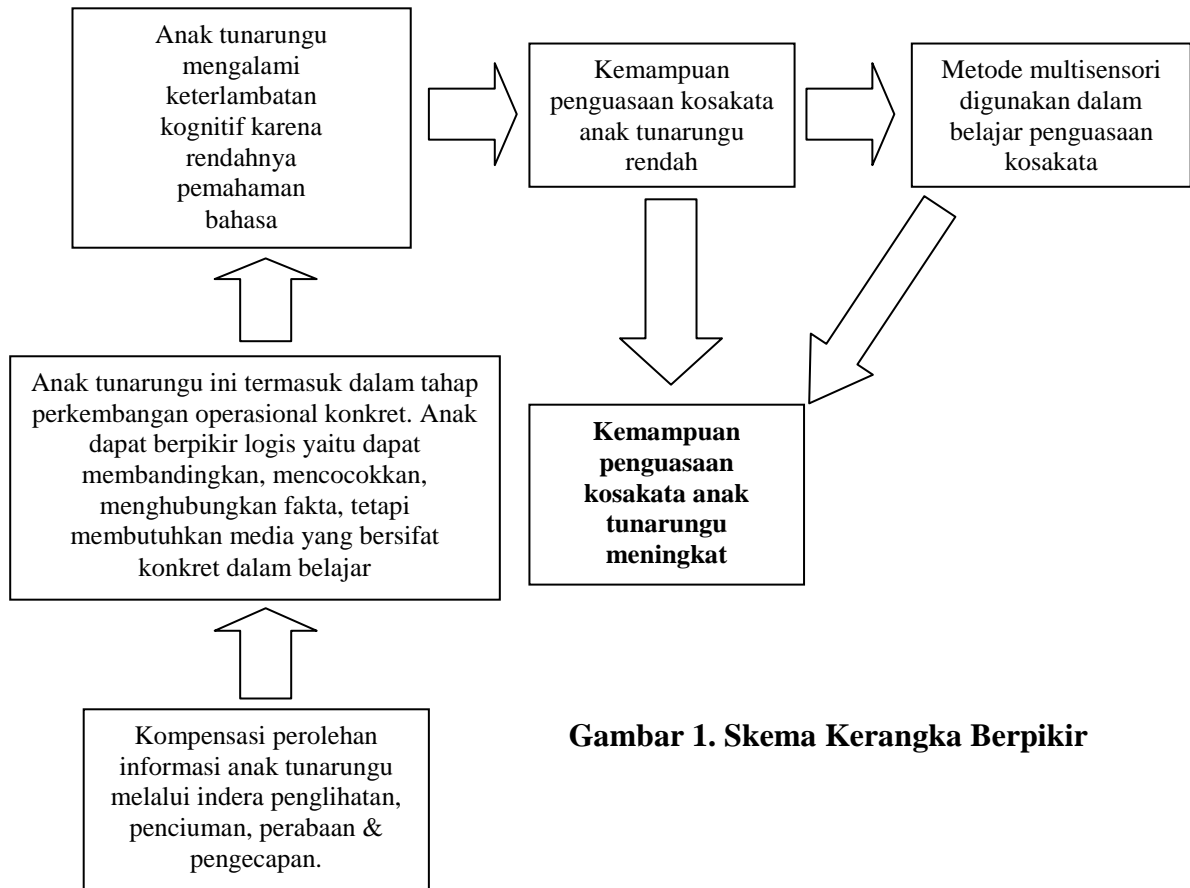 Anak tunarungu
mengalami
keterlambatan
kognitif karena
rendahnya
pemahaman
bahasa
Kemampuan
penguasaan kosakata
anak tunarungu
rendah
Metode multisensori
digunakan dalam
belajar penguasaan
kosakata
Anak tunarungu ini termasuk dalam tahap
perkembangan operasional konkret. Anak
dapat berpikir logis yaitu dapat
membandingkan, mencocokkan,
menghubungkan fakta, tetapi
membutuhkan media yang bersifat
konkret dalam belajar
Kemampuan
penguasaan
kosakata anak
tunarungu
meningkat
Kompensasi perolehan
informasi anak tunarungu
melalui indera penglihatan,
penciuman, perabaan &
pengecapan.
Gambar 1. Skema Kerangka Berpikir